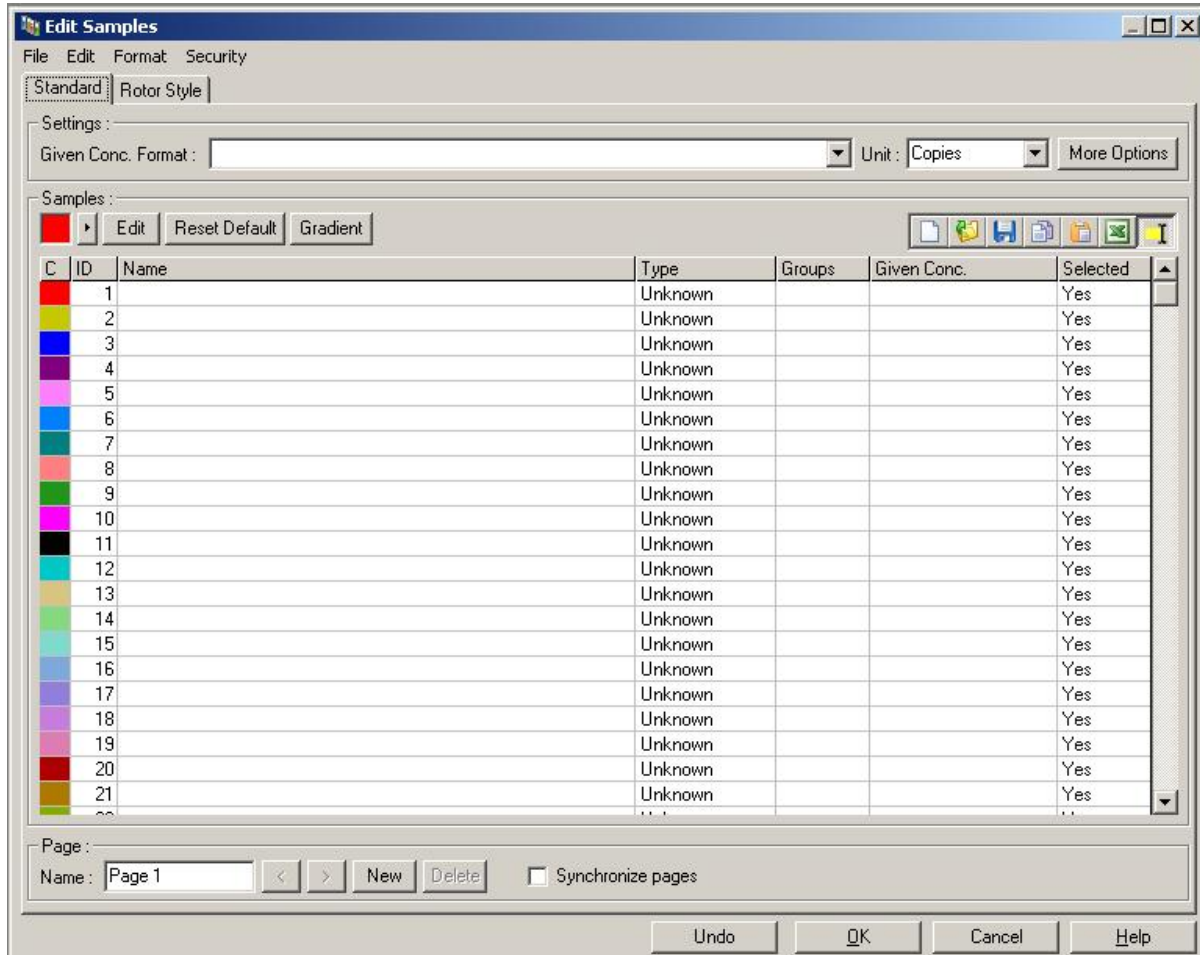 Edit Samples
File Edit Format Security
Standard Rotor Style
Settings :
Given Conc. Format : Unit : Copies More Options
Samples :
Edit Reset Default Gradient
C ID Name Type Groups Given Conc. Selected
1 Unknown Yes
2 Unknown Yes
3 Unknown Yes
4 Unknown Yes
5 Unknown Yes
6 Unknown Yes
7 Unknown Yes
8 Unknown Yes
9 Unknown Yes
10 Unknown Yes
11 Unknown Yes
12 Unknown Yes
13 Unknown Yes
14 Unknown Yes
15 Unknown Yes
16 Unknown Yes
17 Unknown Yes
18 Unknown Yes
19 Unknown Yes
20 Unknown Yes
21 Unknown Yes
Page :
Name : Page 1 < > New Delete Synchronize pages
Undo OK Cancel Help